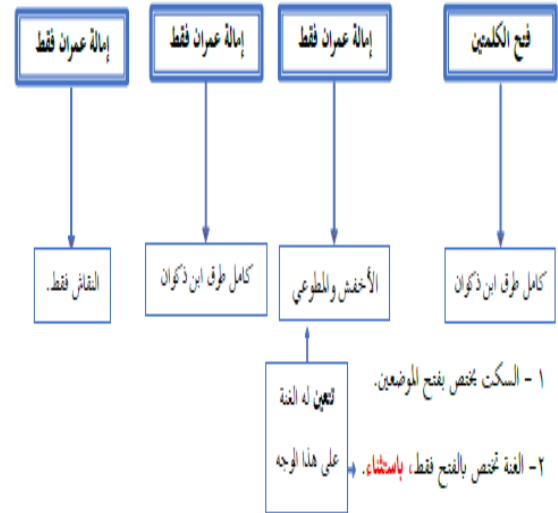 فتح الكلمتين
إمالة عمران فقط
إمالة عمران فقط
إمالة عمران فقط
كامل طرق ابن ذكوان
الأخفش والمطوعي
كامل طرق ابن ذكوان
النقاش فقط.
١ - السكت يختص بفتح الموضعين.
٢- الغنة تختص بالفتح فقط، باستثناء.
تتعين له الغنة
على هذا الوجه